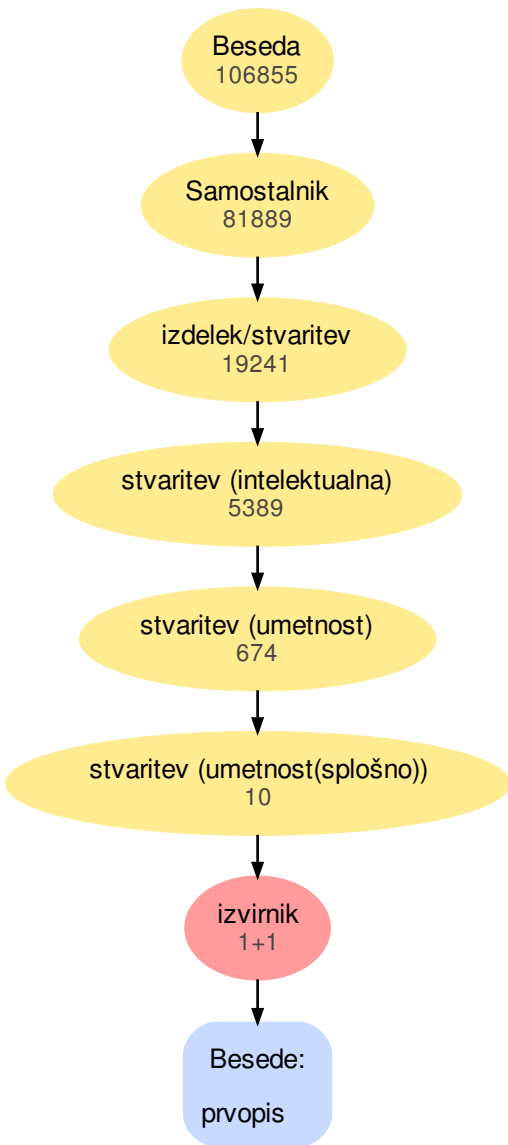 Beseda
106855
Samostalnik
81889
izdelek/stvaritev
19241
stvaritev (intelektualna)
5389
stvaritev (umetnost)
674
stvaritev (umetnost(splošno))
10
izvirnik
1+1
Besede:
prvopis